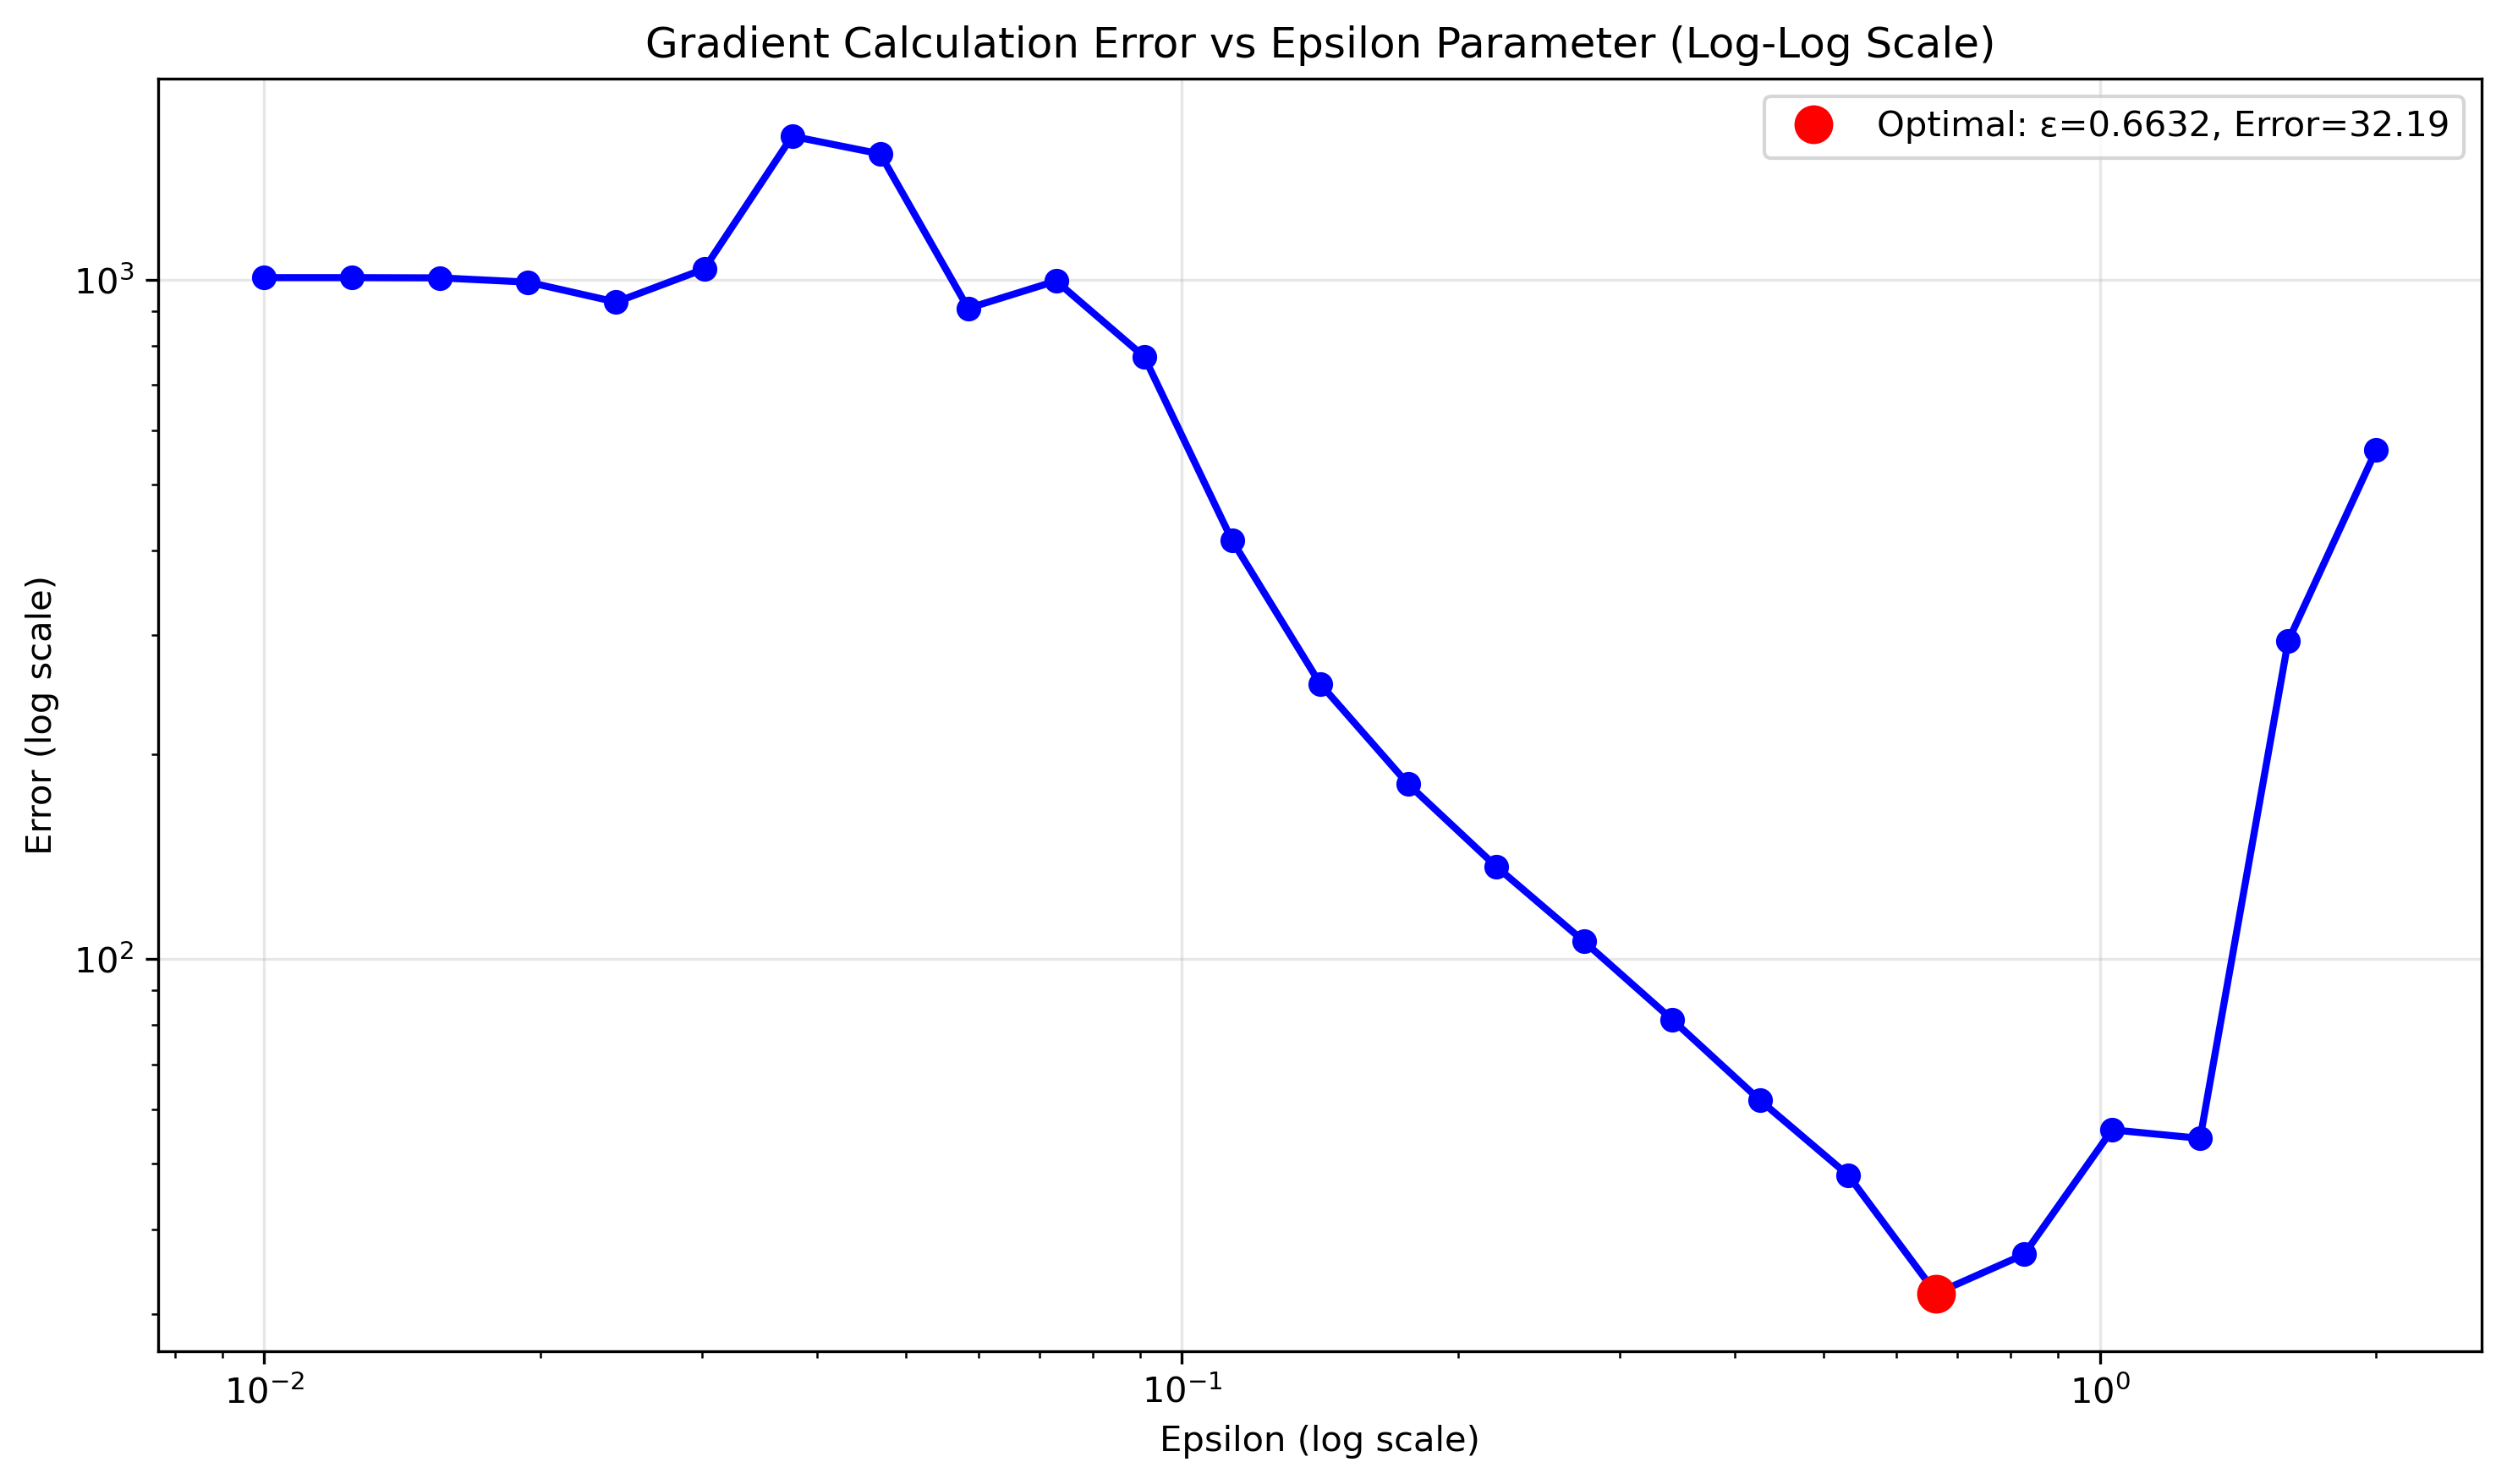 Gradient Calculation Error vs Epsilon Parameter (Log-Log Scale)
Optimal: ε=0.6632, Error=32.19
Error (log scale)
10³
10²
10⁻²
10⁻¹
10⁰
Epsilon (log scale)